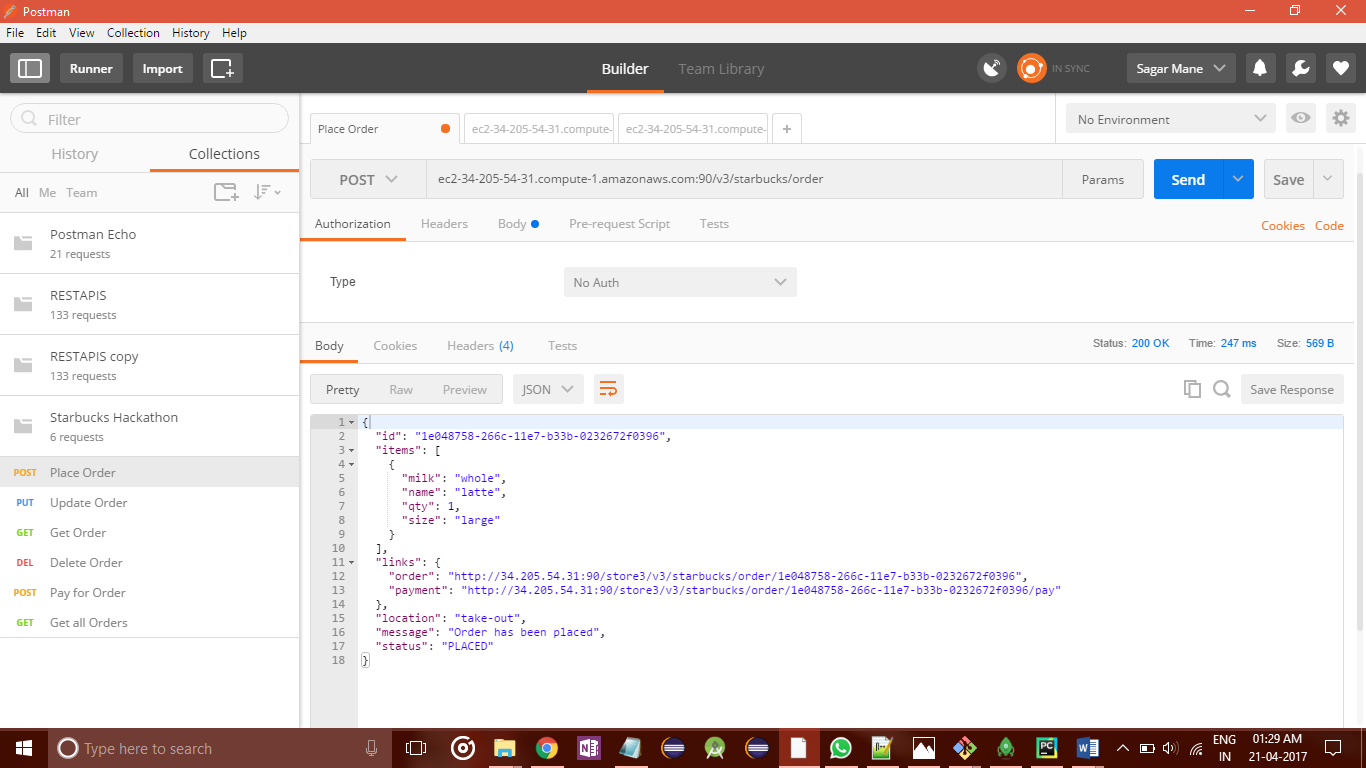 Postman
File Edit View Collection History Help
Runner Import Builder Team Library IN SYNC Sagar Mane
Filter
History Collections
All Me Team
Postman Echo
21 requests
RESTAPIS
133 requests
RESTAPIS copy
133 requests
Starbucks Hackathon
6 requests
POST Place Order
PUT Update Order
GET Get Order
DEL Delete Order
POST Pay for Order
GET Get all Orders
Place Order ec2-34-205-54-31.compute- ec2-34-205-54-31.compute- + No Environment
POST ec2-34-205-54-31.compute-1.amazonaws.com:90/v3/starbucks/order Params Send Save
Authorization Headers Body Pre-request Script Tests Cookies Code
Type No Auth
Body Cookies Headers (4) Tests Status: 200 OK Time: 247 ms Size: 569 B
Pretty Raw Preview JSON Save Response
1 {
2 "id": "1e048758-266c-11e7-b33b-0232672f0396",
3 "items": [
4 {
5 "milk": "whole",
6 "name": "latte",
7 "qty": 1,
8 "size": "large"
9 }
10 ],
11 "links": {
12 "order": "http://34.205.54.31:90/store3/v3/starbucks/order/1e048758-266c-11e7-b33b-0232672f0396",
13 "payment": "http://34.205.54.31:90/store3/v3/starbucks/order/1e048758-266c-11e7-b33b-0232672f0396/pay"
14 },
15 "location": "take-out",
16 "message": "Order has been placed",
17 "status": "PLACED"
18 }
Type here to search
ENG 01:29 AM
IN 21-04-2017